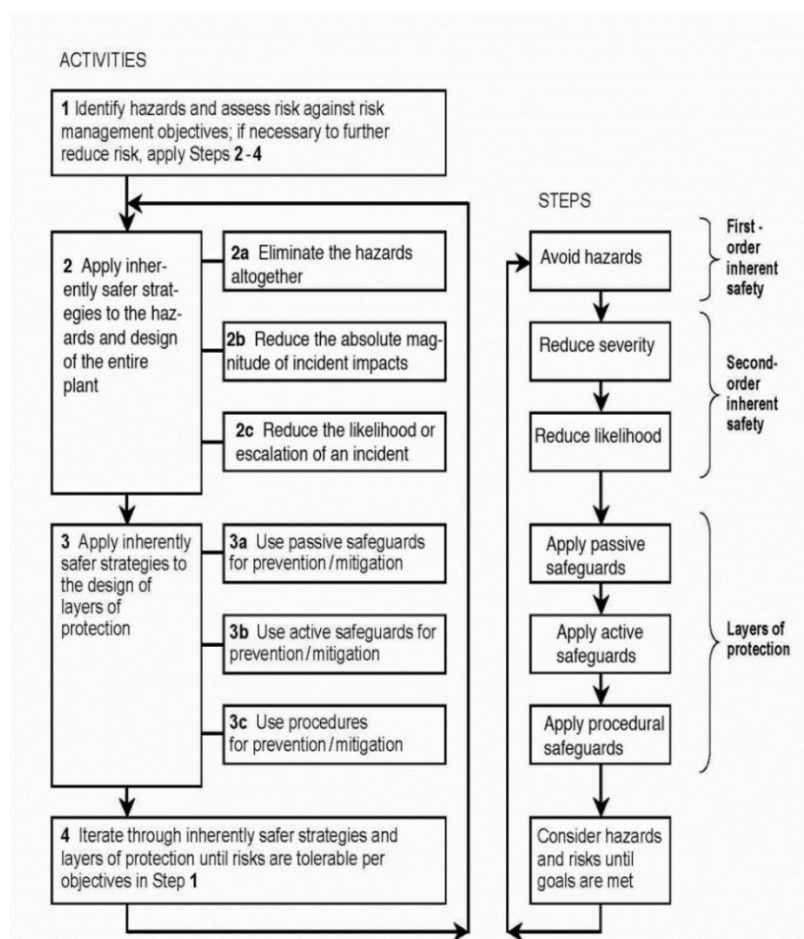 ACTIVITIES
1 Identify hazards and assess risk against risk
management objectives; if necessary to further
reduce risk, apply Steps 2-4
2 Apply inher-
ently safer strat-
egies to the haz-
ards and design
of the entire
plant
2a Eliminate the hazards
altogether
2b Reduce the absolute mag-
nitude of incident impacts
2c Reduce the likelihood or
escalation of an incident
3 Apply inherently
safer strategies to
the design of
layers of
protection
3a Use passive safeguards
for prevention/mitigation
3b Use active safeguards for
prevention/mitigation
3c Use procedures
for prevention/mitigation
4 Iterate through inherently safer strategies and
layers of protection until risks are tolerable per
objectives in Step 1
STEPS
Avoid hazards
Reduce severity
Reduce likelihood
Apply passive
safeguards
Apply active
safeguards
Apply procedural
safeguards
Consider hazards
and risks until
goals are met
First-
order
inherent
safety
Second-
order
inherent
safety
Layers of
protection